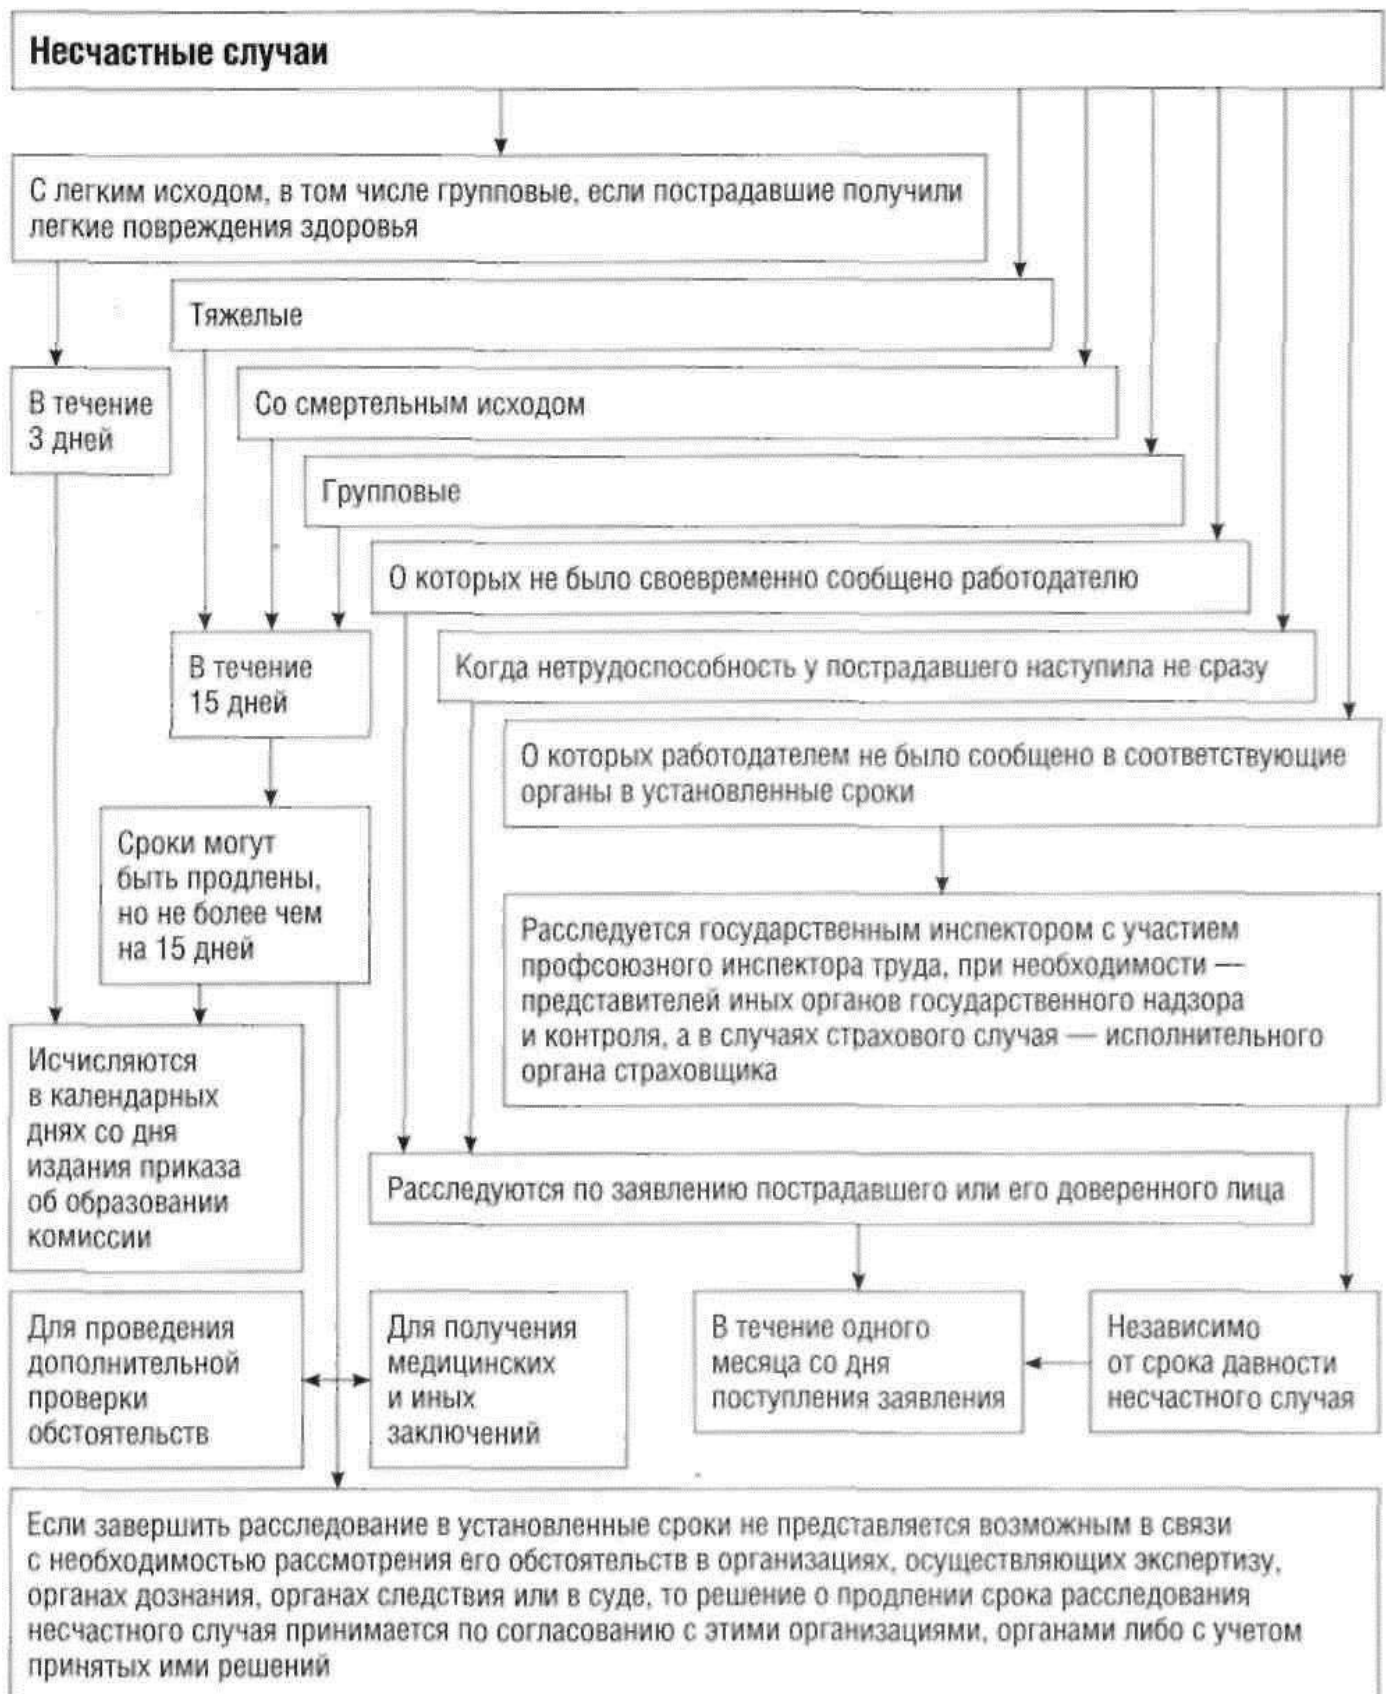 Несчастные случаи
С легким исходом, в том числе групповые, если пострадавшие получили
легкие повреждения здоровья
Тяжелые
В течение
3 дней
Со смертельным исходом
Групповые
О которых не было своевременно сообщено работодателю
В течение
15 дней
Когда нетрудоспособность у пострадавшего наступила не сразу
О которых работодателем не было сообщено в соответствующие
органы в установленные сроки
Сроки могут
быть продлены,
но не более чем
на 15 дней
Расследуется государственным инспектором с участием
профсоюзного инспектора труда, при необходимости —
представителей иных органов государственного надзора
и контроля, а в случаях страхового случая — исполнительного
органа страховщика
Исчисляются
в календарных
днях со дня
издания приказа
об образовании
комиссии
Расследуются по заявлению пострадавшего или его доверенного лица
Для проведения
дополнительной
проверки
обстоятельств
Для получения
медицинских
и иных
заключений
В течение одного
месяца со дня
поступления заявления
Независимо
от срока давности
несчастного случая
Если завершить расследование в установленные сроки не представляется возможным в связи
с необходимостью рассмотрения его обстоятельств в организациях, осуществляющих экспертизу,
органах дознания, органах следствия или в суде, то решение о продлении срока расследования
несчастного случая принимается по согласованию с этими организациями, органами либо с учетом
принятых ими решений